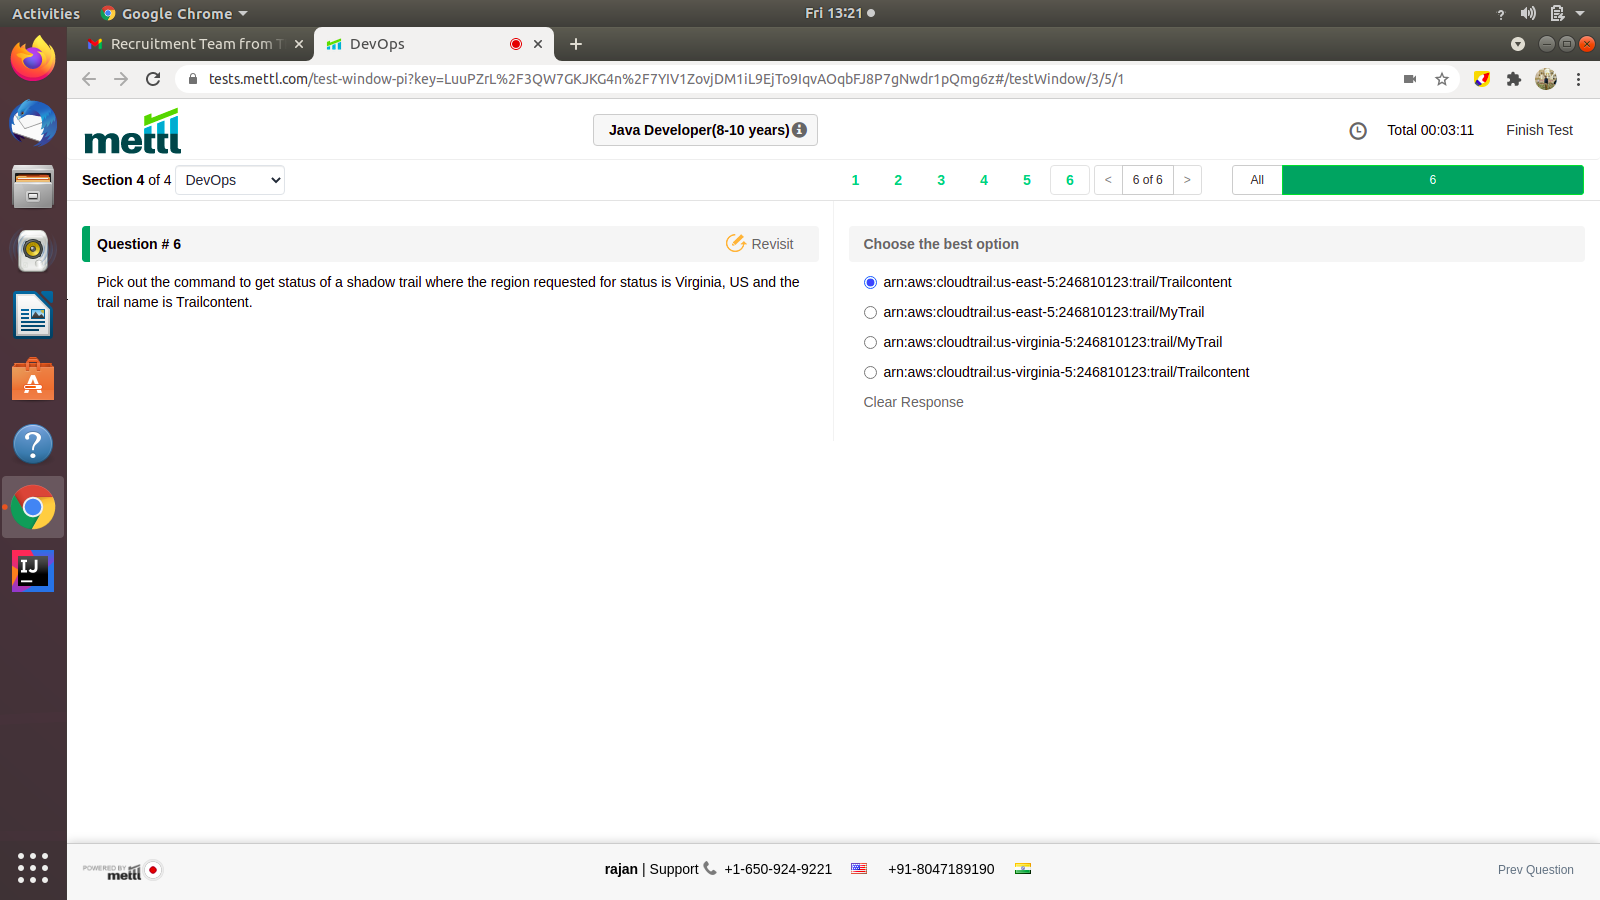 Activities
Google Chrome
Fri 13:21
Recruitment Team from T
DevOps
tests.mettl.com/test-window-pi?key=LuuPZrL%2F3QW7GKJKG4n%2F7YIV1ZovjDM1iL9EjTo9IqvAOqbFJ8P7gNwdr1pQmg6z#/testWindow/3/5/1
mettl
Java Developer(8-10 years)
Total 00:03:11
Finish Test
Section 4 of 4
DevOps
1 2 3 4 5 6
< 6 of 6 >
All
6
Question # 6
Revisit
Pick out the command to get status of a shadow trail where the region requested for status is Virginia, US and the
trail name is Trailcontent.
Choose the best option
arn:aws:cloudtrail:us-east-5:246810123:trail/Trailcontent
arn:aws:cloudtrail:us-east-5:246810123:trail/MyTrail
arn:aws:cloudtrail:us-virginia-5:246810123:trail/MyTrail
arn:aws:cloudtrail:us-virginia-5:246810123:trail/Trailcontent
Clear Response
IJ
POWERED BY
mettl
rajan | Support +1-650-924-9221 +91-8047189190
Prev Question